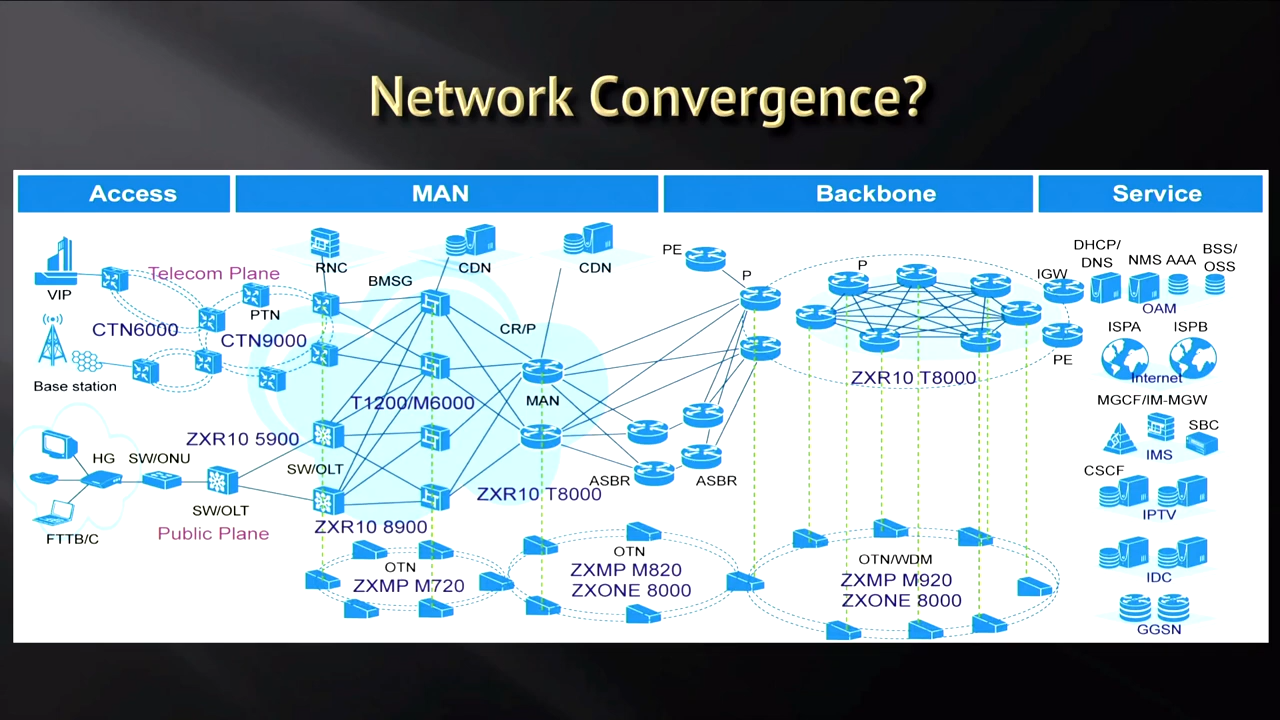 Network Convergence?
Access
MAN
Backbone
Service
VIP
Telecom Plane
CTN6000
PTN
CTN9000
Base station
RNC
BMSG
CDN
CDN
CR/P
T1200/M6000
MAN
ZXR10 5900
HG
SW/ONU
SW/OLT
SW/OLT
FTTB/C
Public Plane
ZXR10 8900
ZXR10 T8000
ASBR
ASBR
PE
P
P
IGW
PE
ZXR10 T8000
OTN
ZXMP M720
OTN
ZXMP M820
ZXONE 8000
OTN/WDM
ZXMP M920
ZXONE 8000
DHCP/
DNS
NMS
AAA
BSS/
OSS
OAM
ISPA
ISPB
Internet
MGCF/IM-MGW
SBC
IMS
CSCF
IPTV
IDC
GGSN